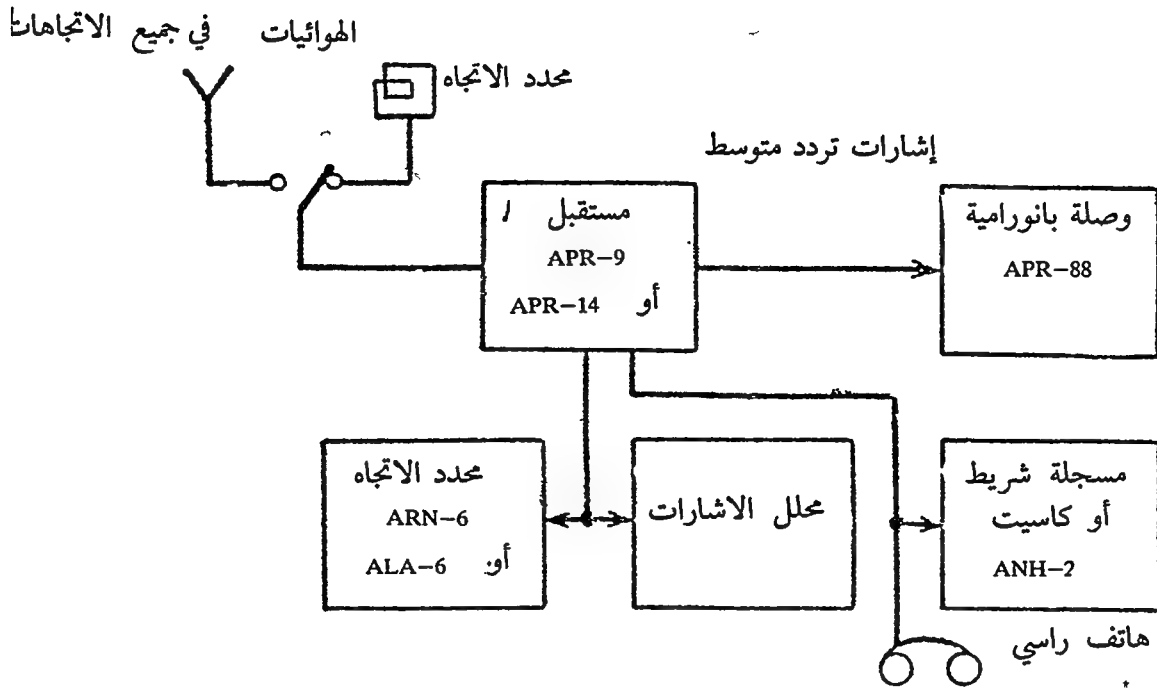 الهوائيات في جميع الاتجاهات
محدد الاتجاه
إشارات تردد متوسط
مستقبل
APR-9
أو APR-14
وصلة بانورامية
APR-88
محدد الاتجاه
ARN-6
أو ALA-6
محلل الاشارات
مسجلة شريط
أو كاسيت
ANH-2
هاتف راسي